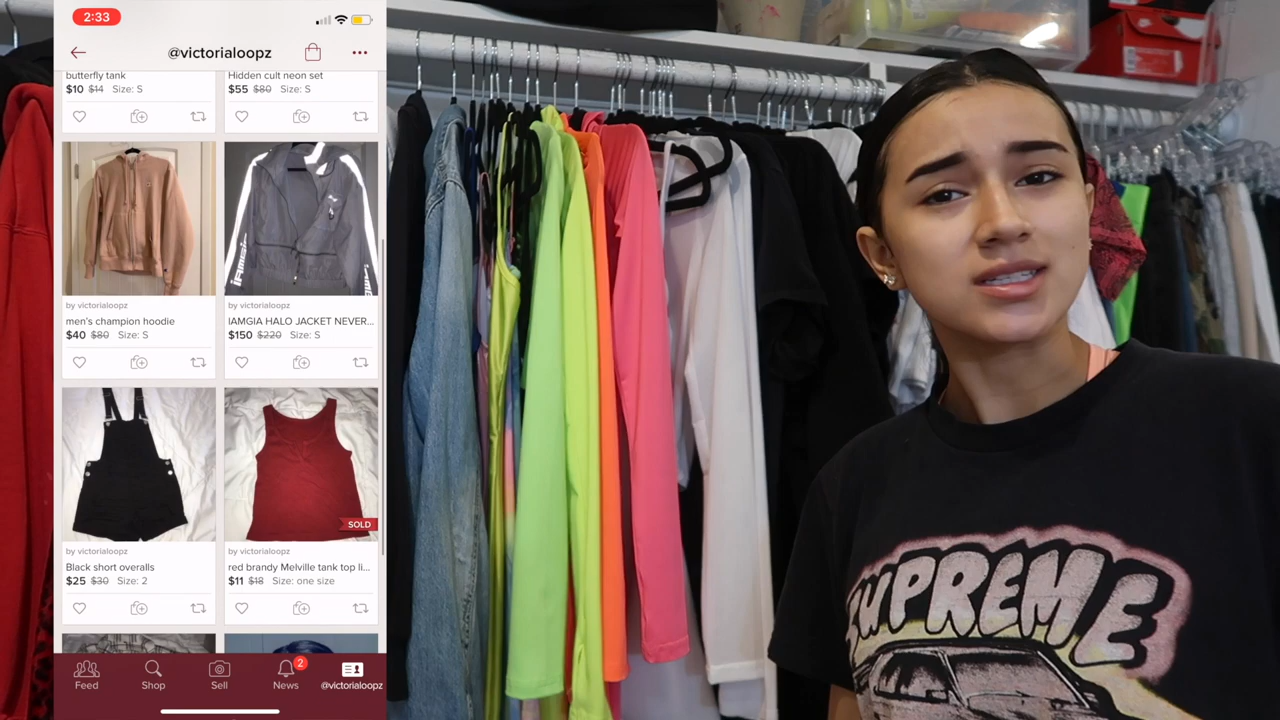 2:33
@victorialoopz
butterfly tank
$10 $14 Size: S
Hidden cult neon set
$55 $80 Size: S
by victorialoopz
men's champion hoodie
$40 $80 Size: S
by victorialoopz
IAMGIA HALO JACKET NEVER...
$150 $220 Size: S
by victorialoopz
Black short overalls
$25 $30 Size: 2
SOLD
by victorialoopz
red brandy Melville tank top li...
$11 $18 Size: one size
Feed
Shop
Sell
2
News
@victorialoopz
SUPREME